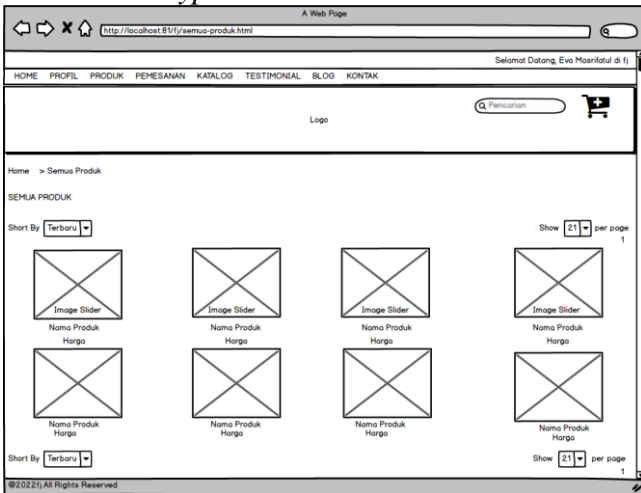 A Web Page
http://localhost:81/fj/semua-produk.html
Selamat Datang, Eva Masrifatul di fj
HOME PROFIL PRODUK PEMESANAN KATALOG TESTIMONIAL BLOG KONTAK
Pencarian
Logo
Home > Semua Produk
SEMUA PRODUK
Short By Terbaru Show 21 per page
1
Image Slider Image Slider Image Slider Image Slider
Nama Produk Nama Produk Nama Produk Nama Produk
Harga Harga Harga Harga
Nama Produk Nama Produk Nama Produk Nama Produk
Harga Harga Harga Harga
Short By Terbaru Show 21 per page
1
@2022fj.All Rights Reserved